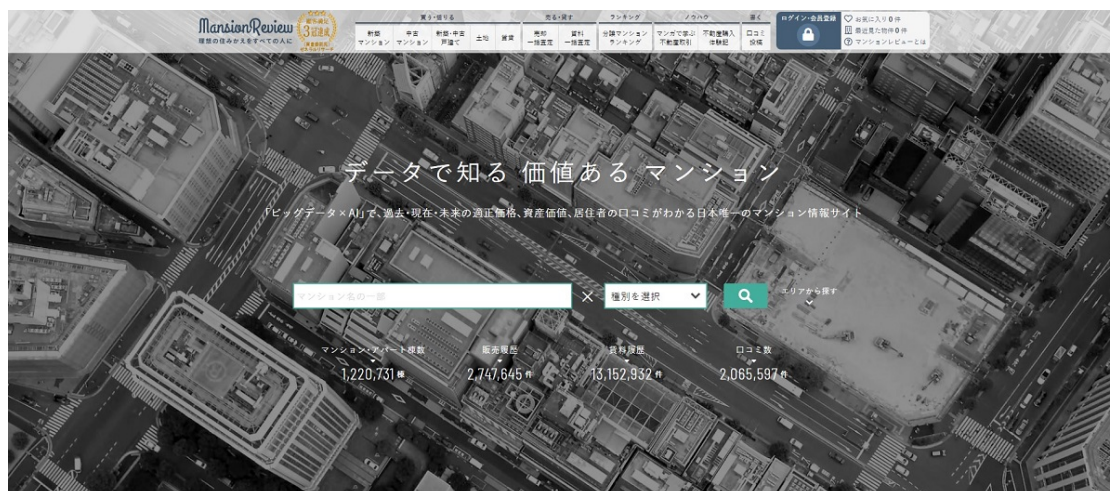 MansionReview
理想の住みかえをすべての人に
3冠達成
買う・借りる
新築
マンション
中古
マンション
新築・中古
戸建て
土地
賃貸
売る・貸す
売却
一括査定
賃料
一括査定
ランキング
分譲マンション
ランキング
ノウハウ
マンガで学ぶ
不動産取引
不動産購入
体験記
書く
口コミ
投稿
ログイン・会員登録
お気に入り0件
最近見た物件0件
マンションレビューとは
データで知る 価値ある マンション
「ビッグデータ×AI」で、過去・現在・未来の適正価格、資産価値、居住者の口コミがわかる日本唯一のマンション情報サイト
マンション名の一部
×
種別を選択
エリアから探す
マンション・アパート棟数
1,220,731 棟
販売履歴
2,747,645 件
賃料履歴
13,152,932 件
口コミ数
2,065,597 件